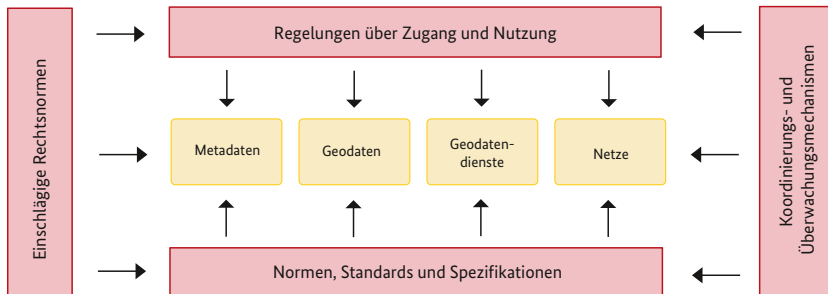 Regelungen über Zugang und Nutzung
Einschlägige Rechtsnormen
Metadaten
Geodaten
Geodaten-
dienste
Netze
Koordinierungs- und
Überwachungsmechanismen
Normen, Standards und Spezifikationen